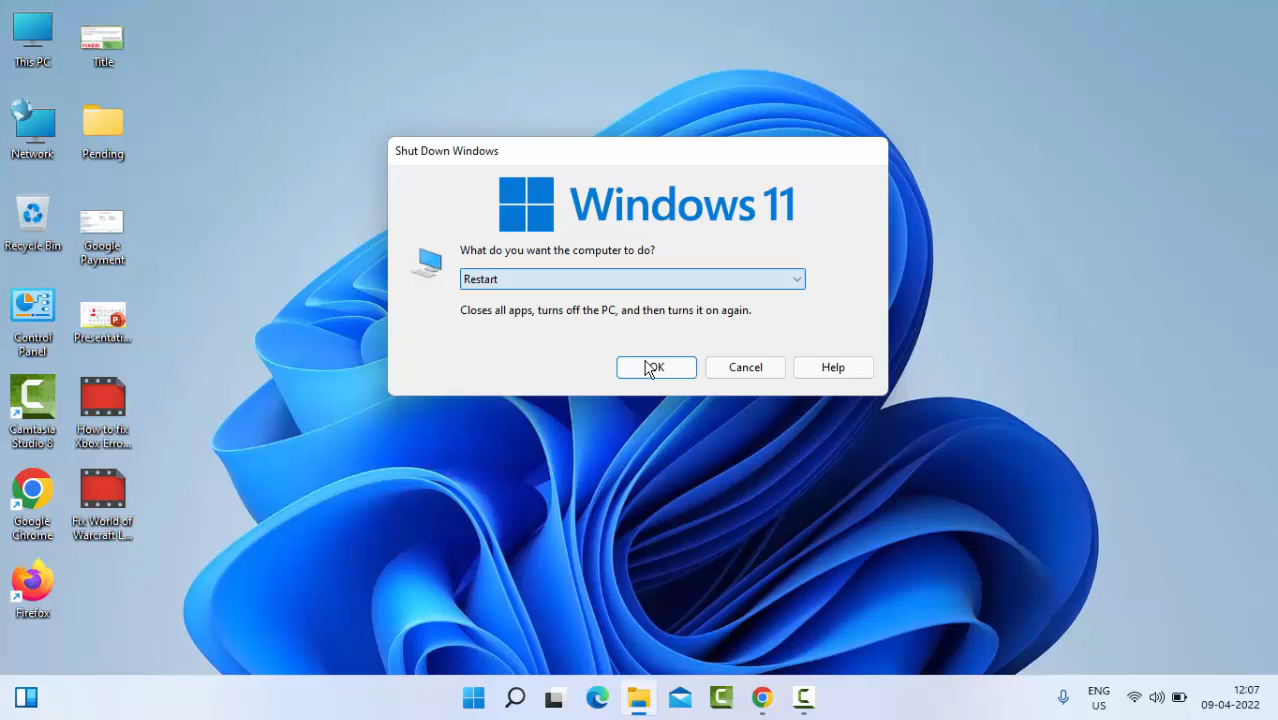 This PC
Title
Network
Pending
Recycle Bin
Google
Payment
Control
Panel
Presentati...
Camtasia
Studio 8
How to fix
Xbox Erro...
Google
Chrome
Fix World of
Warcraft L...
Firefox
Shut Down Windows
Windows 11
What do you want the computer to do?
Restart
Closes all apps, turns off the PC, and then turns it on again.
OK
Cancel
Help
ENG
US
12:07
09-04-2022